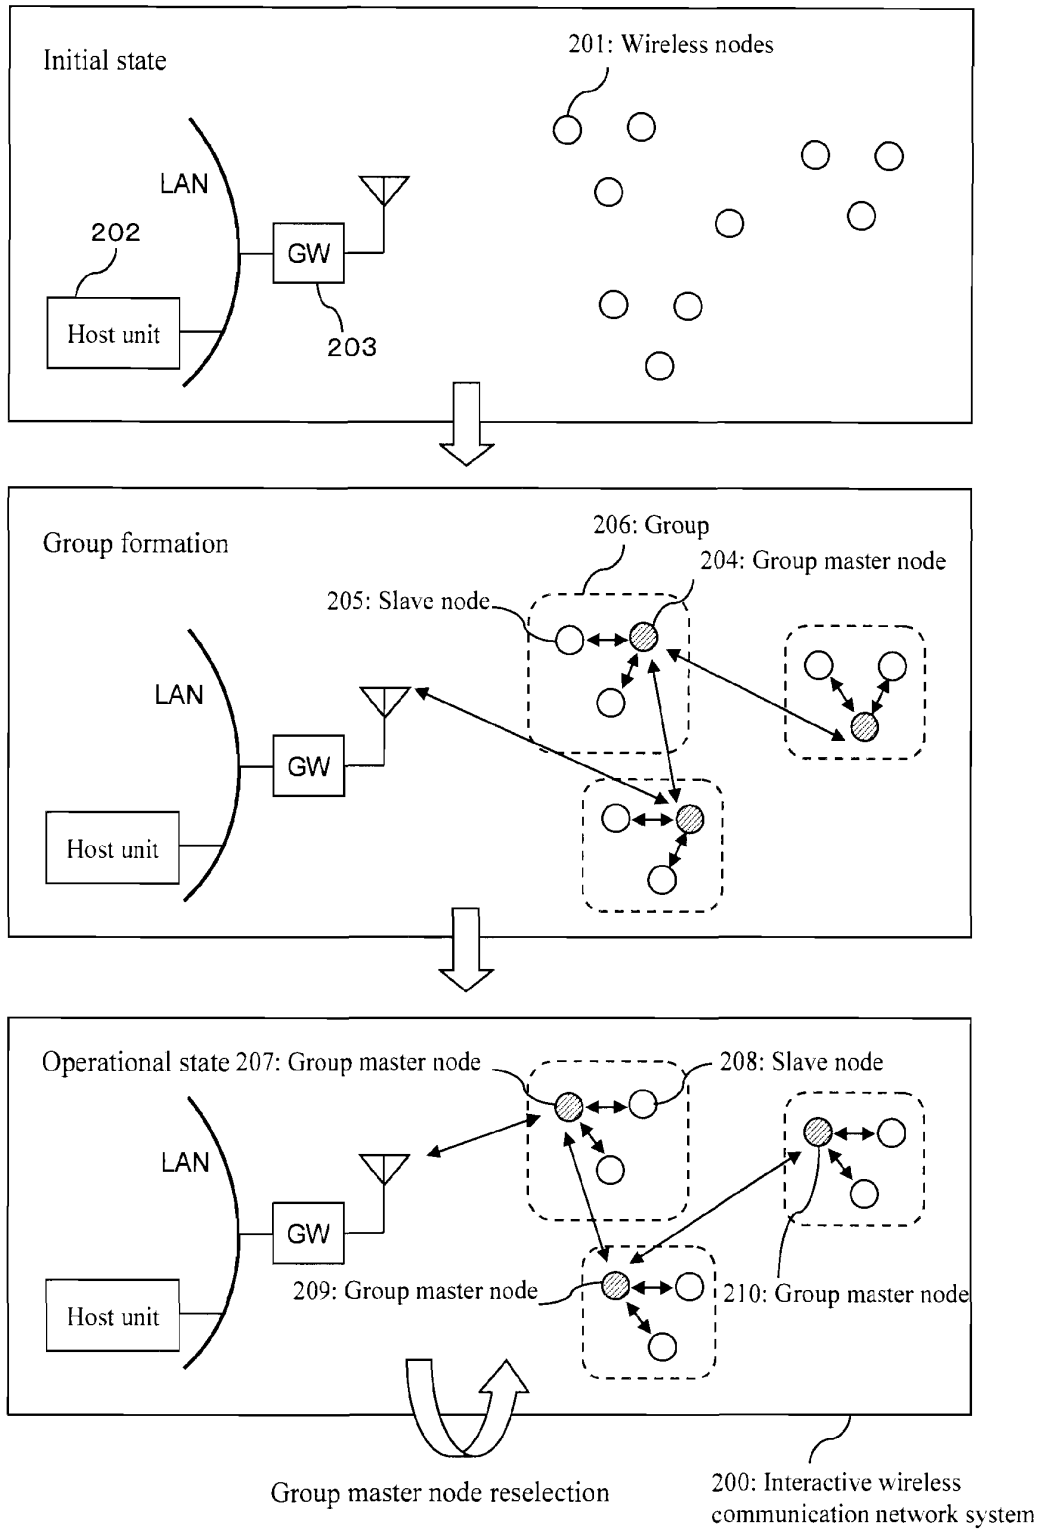 Initial state
201: Wireless nodes
LAN
202
GW
Host unit
203
Group formation
206: Group
204: Group master node
205: Slave node
LAN
GW
Host unit
Operational state
207: Group master node
208: Slave node
LAN
GW
209: Group master node
210: Group master node
Host unit
Group master node reselection
200: Interactive wireless
communication network system